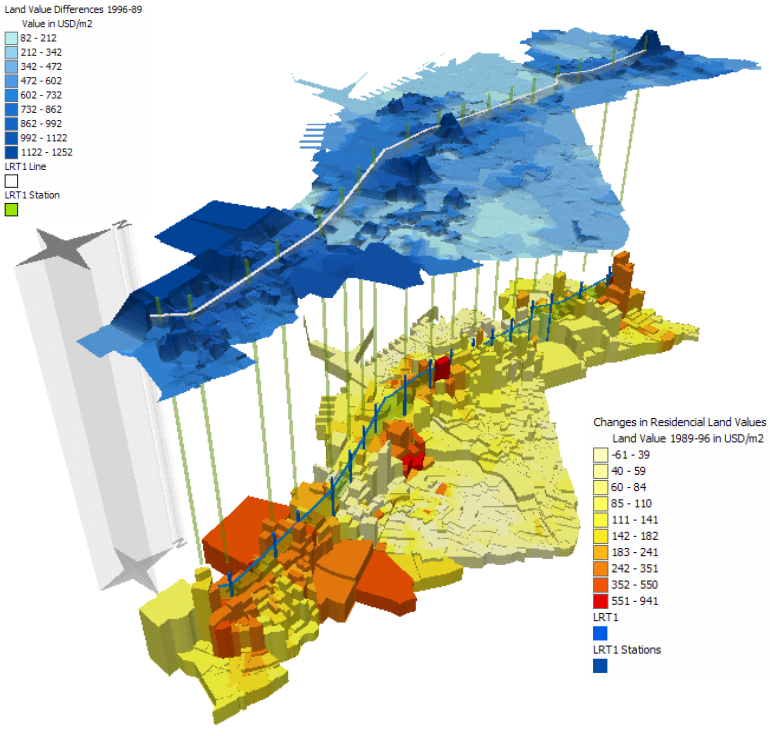 Land Value Differences 1996-89
Value in USD/m2
82 - 212
212 - 342
342 - 472
472 - 602
602 - 732
732 - 862
862 - 992
992 - 1122
1122 - 1252
LRT1 Line
LRT1 Station
N
N
Changes in Residencial Land Values
Land Value 1989-96 in USD/m2
-61 - 39
40 - 59
60 - 84
85 - 110
111 - 141
142 - 182
183 - 241
242 - 351
352 - 550
551 - 941
LRT1
LRT1 Stations